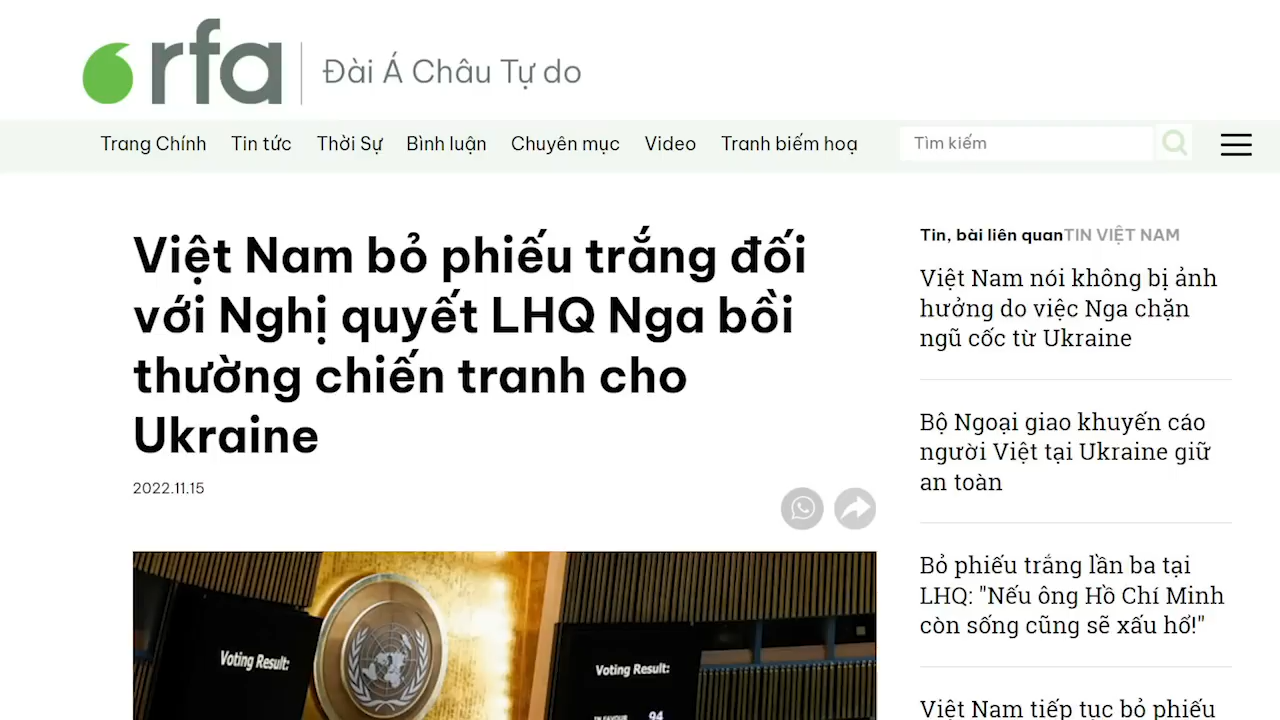 rfa
Đài Á Châu Tự do
Trang Chính Tin tức Thời Sự Bình luận Chuyên mục Video Tranh biếm hoạ Tìm kiếm
Việt Nam bỏ phiếu trắng đối
với Nghị quyết LHQ Nga bồi
thường chiến tranh cho
Ukraine
2022.11.15
Voting Result:
Voting Result:
IN FAVOUR 94
Tin, bài liên quanTIN VIỆT NAM
Việt Nam nói không bị ảnh
hưởng do việc Nga chặn
ngũ cốc từ Ukraine
Bộ Ngoại giao khuyến cáo
người Việt tại Ukraine giữ
an toàn
Bỏ phiếu trắng lần ba tại
LHQ: "Nếu ông Hồ Chí Minh
còn sống cũng sẽ xấu hổ!"
Việt Nam tiếp tục bỏ phiếu